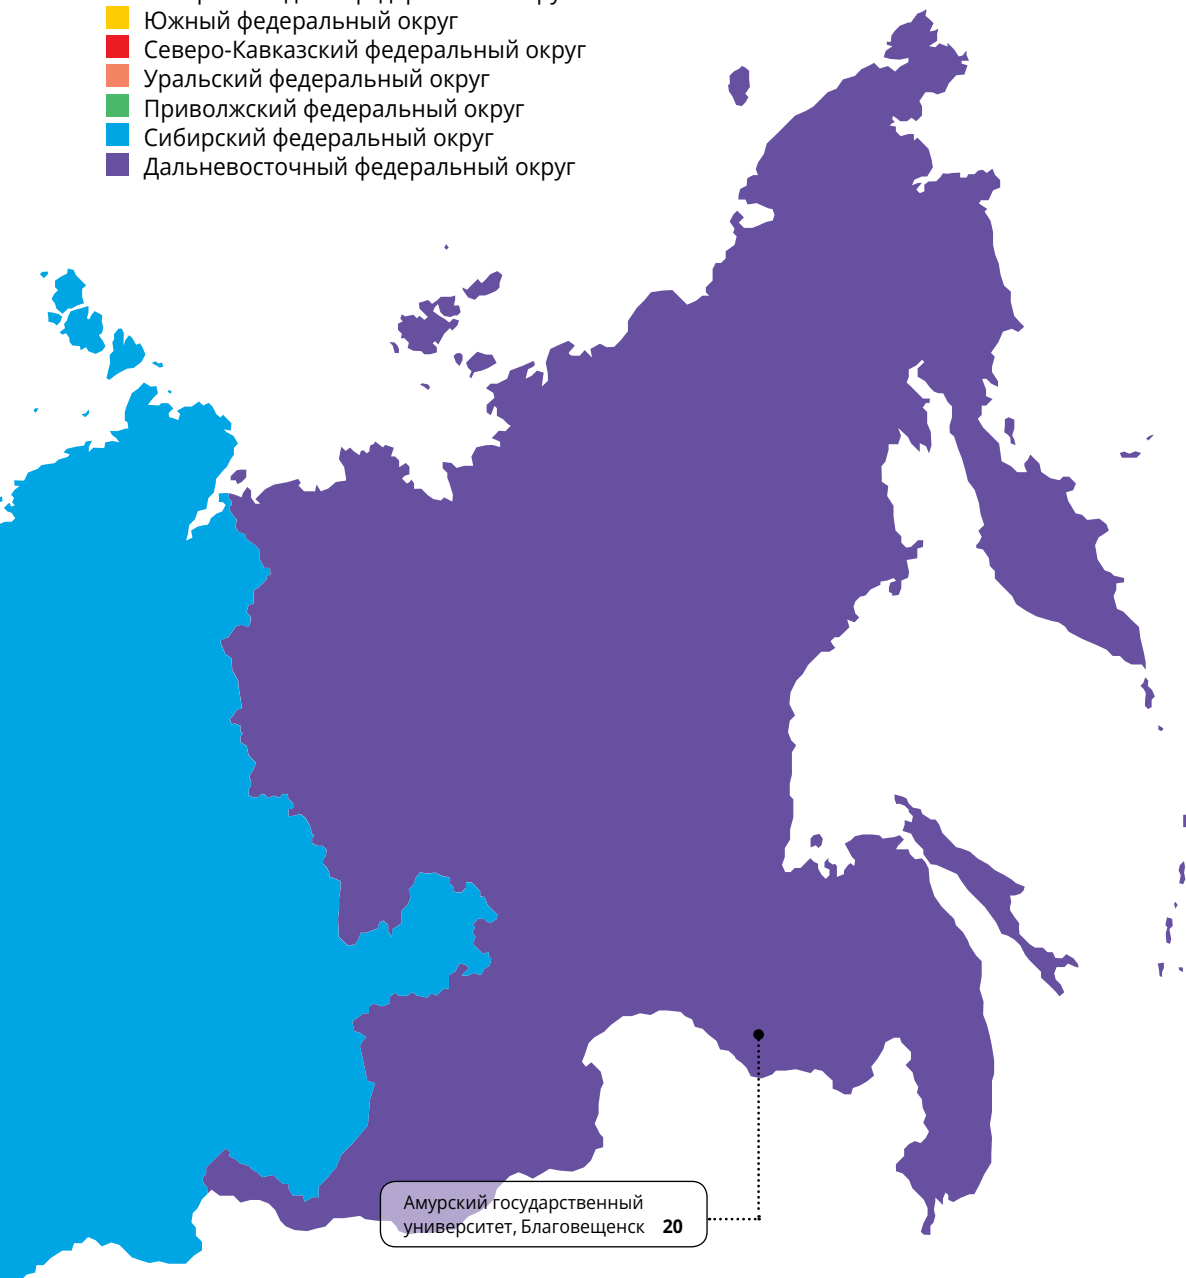 Южный федеральный округ
Северо-Кавказский федеральный округ
Уральский федеральный округ
Приволжский федеральный округ
Сибирский федеральный округ
Дальневосточный федеральный округ
Амурский государственный
университет, Благовещенск 20